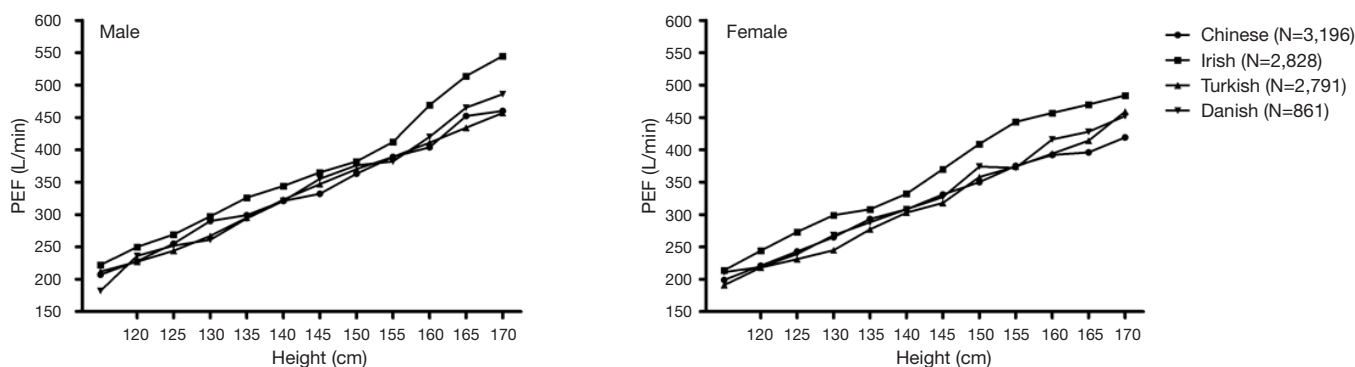 Male
PEF (L/min)
600
550
500
450
400
350
300
250
200
150
120 125 130 135 140 145 150 155 160 165 170
Height (cm)
Female
PEF (L/min)
600
550
500
450
400
350
300
250
200
150
120 125 130 135 140 145 150 155 160 165 170
Height (cm)
Chinese (N=3,196)
Irish (N=2,828)
Turkish (N=2,791)
Danish (N=861)